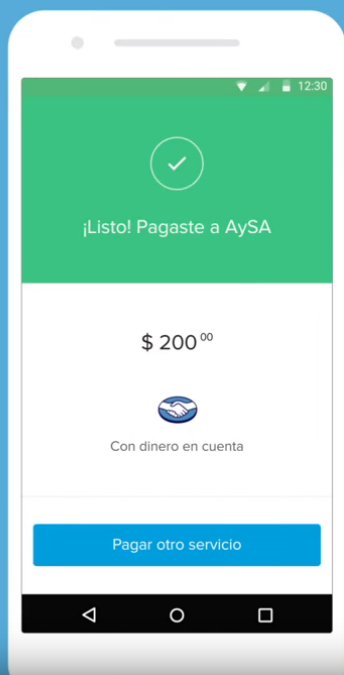 12:30
¡Listo! Pagaste a AySA
$ 200 00
Con dinero en cuenta
Pagar otro servicio